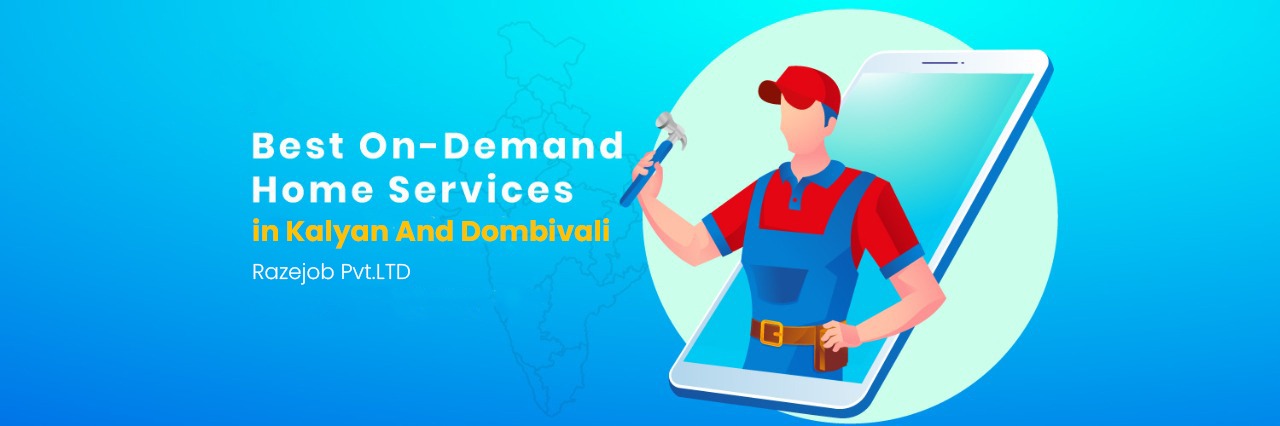 Best On-Demand
Home Services
in Kalyan And Dombivali
Razejob Pvt.LTD